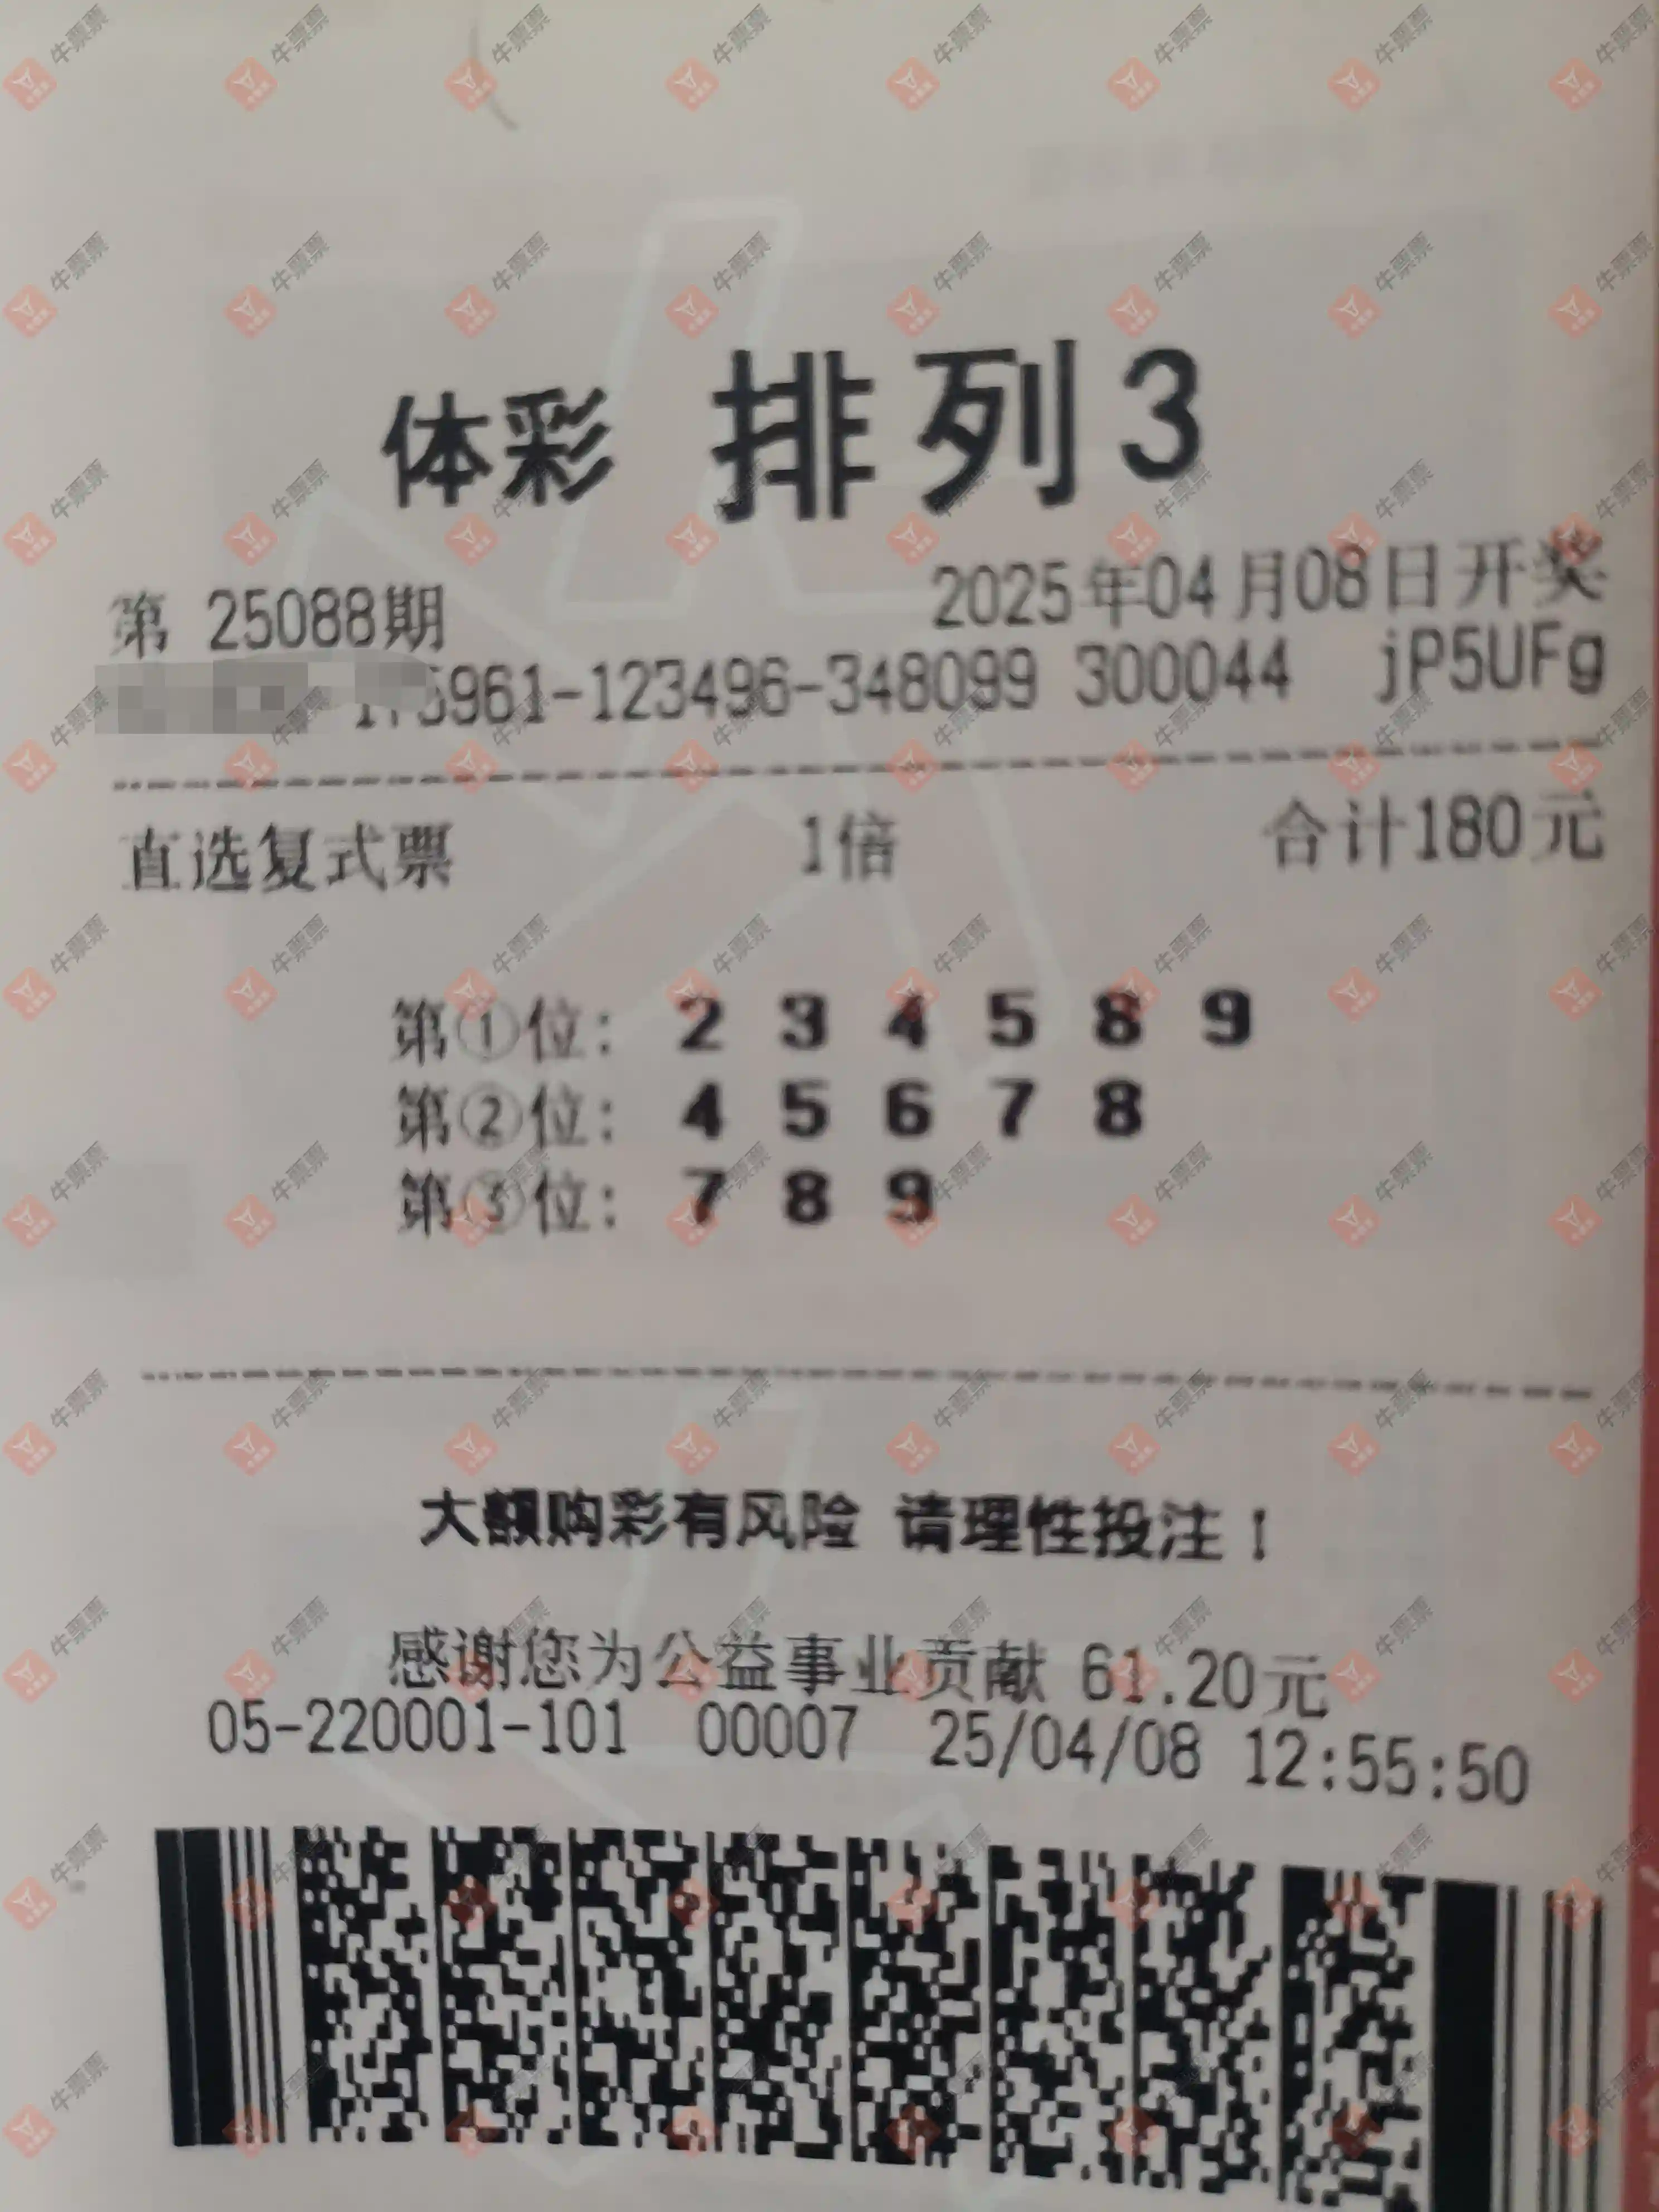 体彩 排列3
第 25088期 2025年04月08日开奖
5961-123496-348099 300044 jP5UFg
直选复式票 1倍 合计180元
第①位: 2 3 4 5 8 9
第②位: 4 5 6 7 8
第③位: 7 8 9
大额购彩有风险 请理性投注!
感谢您为公益事业贡献 61.20元
05-220001-101 00007 25/04/08 12:55:50
牛票票